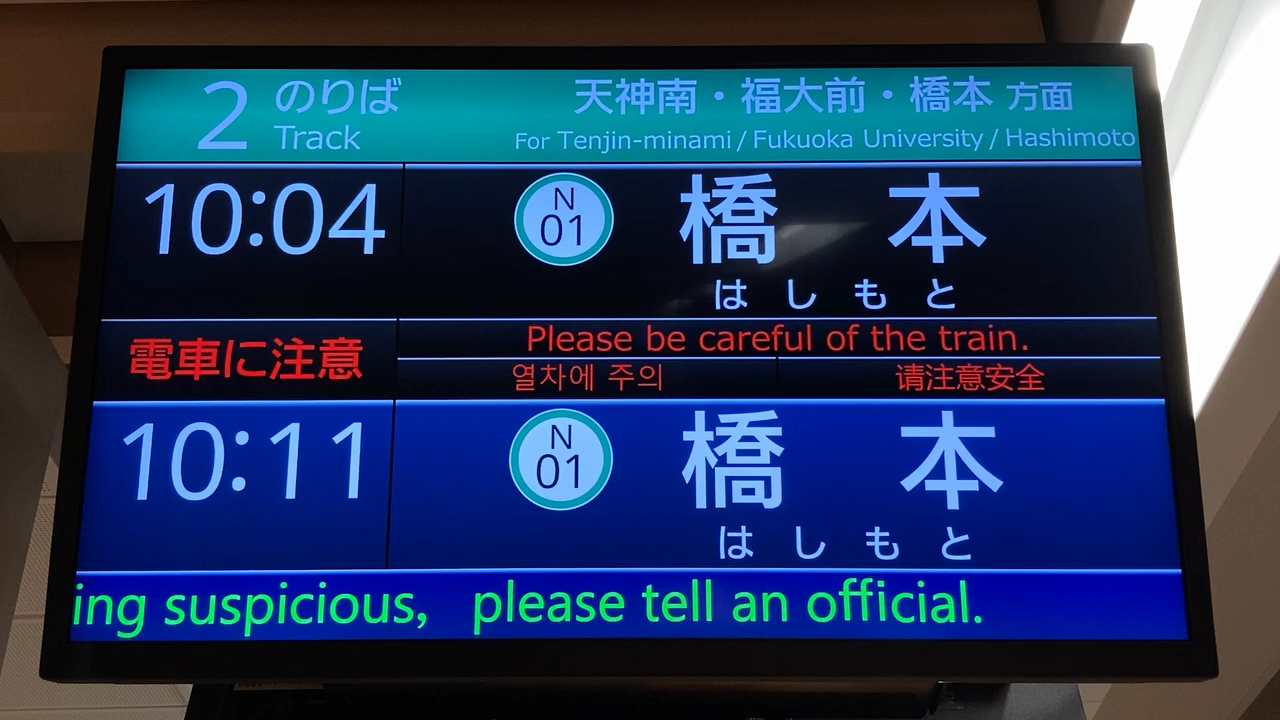 2 のりば 天神南・福大前・橋本 方面
Track For Tenjin-minami / Fukuoka University / Hashimoto
10:04 N 01 橋本
はしもと
電車に注意 Please be careful of the train.
열차에 주의 请注意安全
10:11 N 01 橋本
はしもと
ing suspicious, please tell an official.